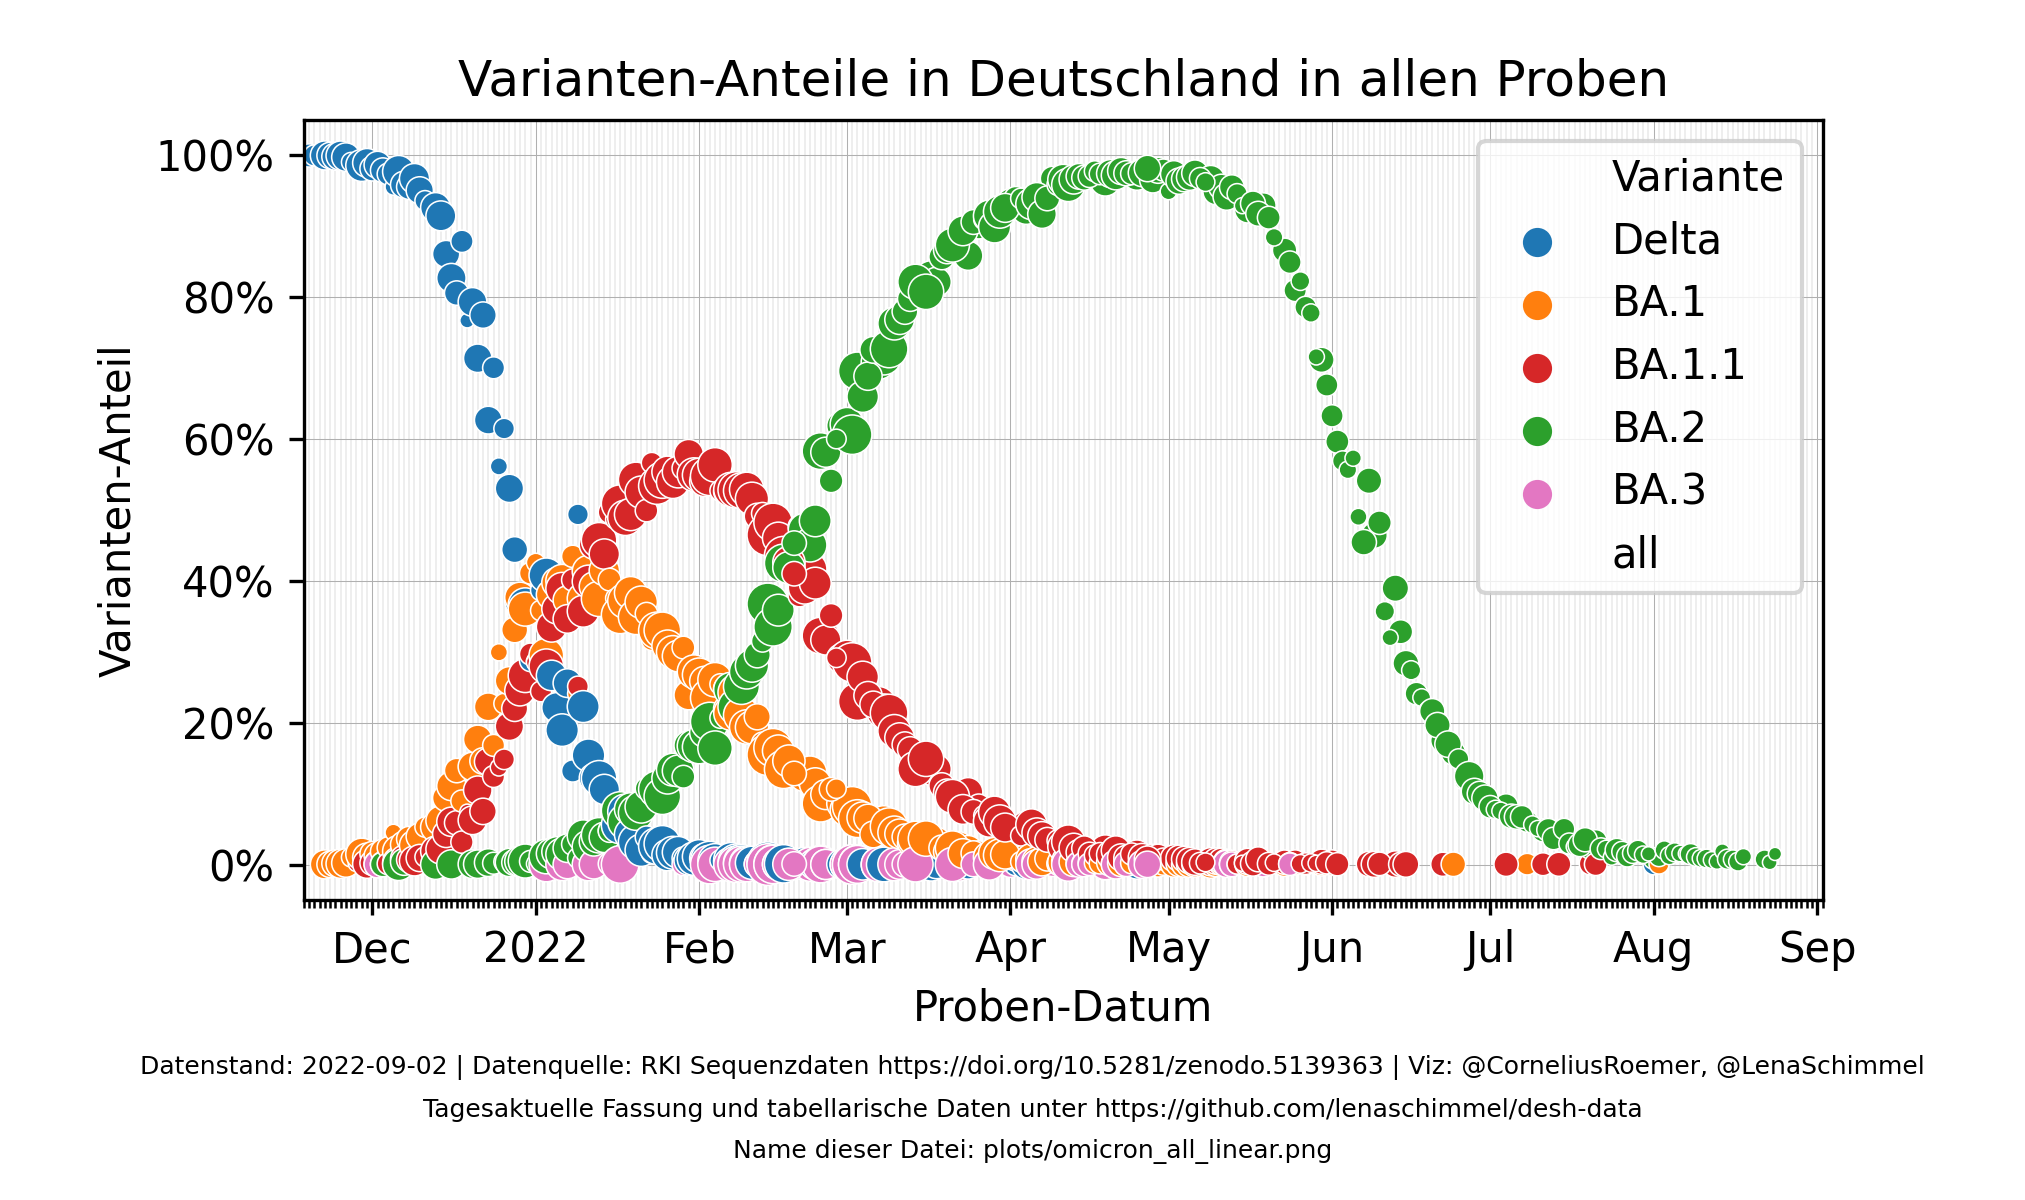 Varianten-Anteile in Deutschland in allen Proben
100%
80%
60%
40%
20%
0%
Varianten-Anteil
Variante
Delta
BA.1
BA.1.1
BA.2
BA.3
all
Dec 2022 Feb Mar Apr May Jun Jul Aug Sep
Proben-Datum
Datenstand: 2022-09-02 | Datenquelle: RKI Sequenzdaten https://doi.org/10.5281/zenodo.5139363 | Viz: @CorneliusRoemer, @LenaSchimmel
Tagesaktuelle Fassung und tabellarische Daten unter https://github.com/lenaschimmel/desh-data
Name dieser Datei: plots/omicron_all_linear.png